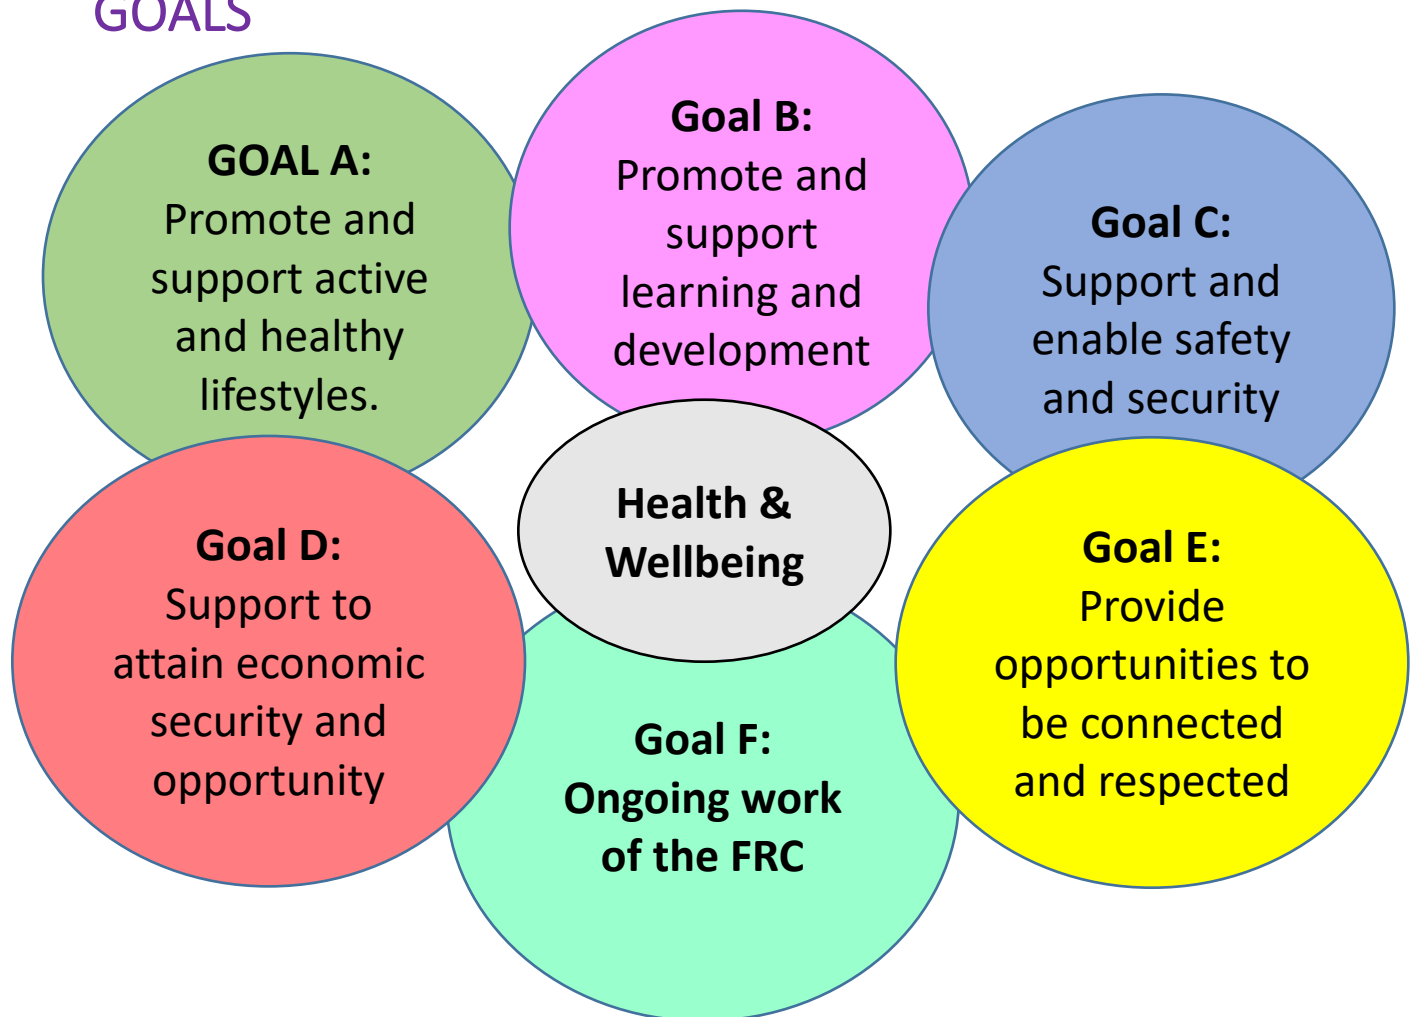 GOALS
GOAL A:
Promote and
support active
and healthy
lifestyles.
Goal B:
Promote and
support
learning and
development
Goal C:
Support and
enable safety
and security
Health &
Wellbeing
Goal D:
Support to
attain economic
security and
opportunity
Goal E:
Provide
opportunities to
be connected
and respected
Goal F:
Ongoing work
of the FRC